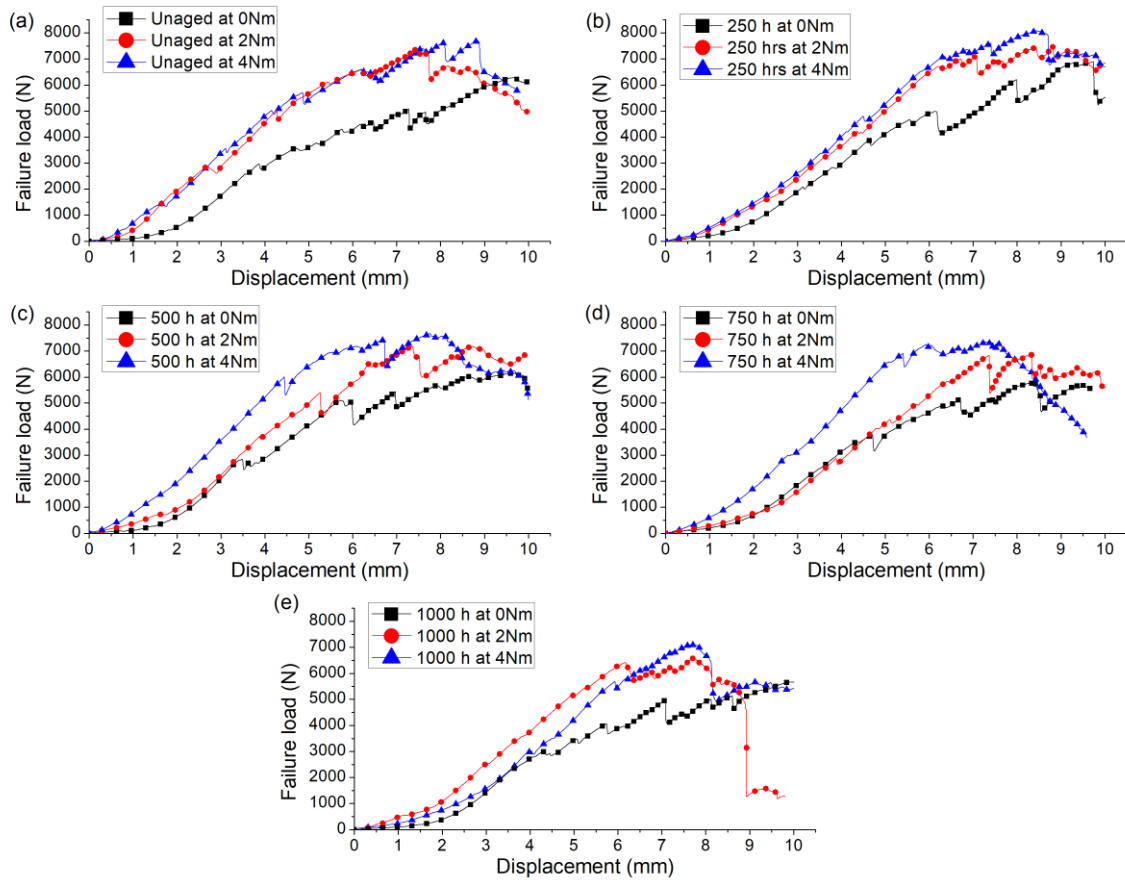 (a)
Unaged at 0Nm
Unaged at 2Nm
Unaged at 4Nm
8000
7000
6000
5000
4000
3000
2000
1000
0
Failure load (N)
0 1 2 3 4 5 6 7 8 9 10
Displacement (mm)
(b)
250 h at 0Nm
250 hrs at 2Nm
250 hrs at 4Nm
8000
7000
6000
5000
4000
3000
2000
1000
0
Failure load (N)
0 1 2 3 4 5 6 7 8 9 10
Displacement (mm)
(c)
500 h at 0Nm
500 h at 2Nm
500 h at 4Nm
8000
7000
6000
5000
4000
3000
2000
1000
0
Failure load (N)
0 1 2 3 4 5 6 7 8 9 10
Displacement (mm)
(d)
750 h at 0Nm
750 h at 2Nm
750 h at 4Nm
8000
7000
6000
5000
4000
3000
2000
1000
0
Failure load (N)
0 1 2 3 4 5 6 7 8 9 10
Displacement (mm)
(e)
1000 h at 0Nm
1000 h at 2Nm
1000 h at 4Nm
8000
7000
6000
5000
4000
3000
2000
1000
0
Failure load (N)
0 1 2 3 4 5 6 7 8 9 10
Displacement (mm)